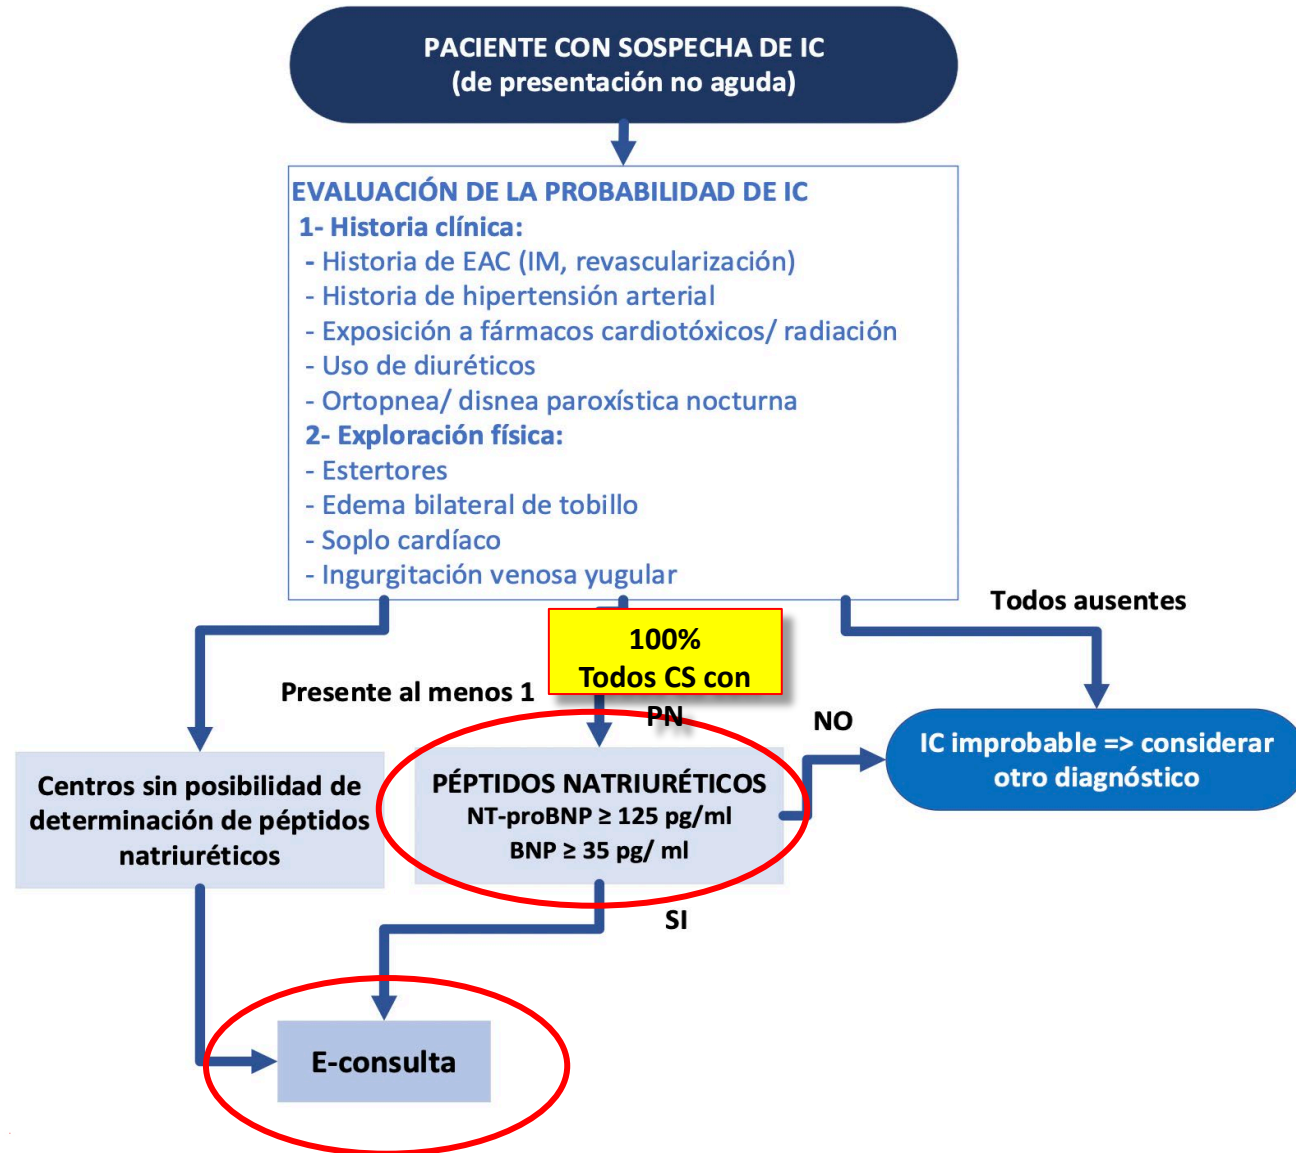 PACIENTE CON SOSPECHA DE IC
(de presentación no aguda)
EVALUACIÓN DE LA PROBABILIDAD DE IC
1- Historia clínica:
- Historia de EAC (IM, revascularización)
- Historia de hipertensión arterial
- Exposición a fármacos cardiotóxicos/ radiación
- Uso de diuréticos
- Ortopnea/ disnea paroxística nocturna
2- Exploración física:
- Estertores
- Edema bilateral de tobillo
- Soplo cardíaco
- Ingurgitación venosa yugular
Todos ausentes
100%
Todos CS con
PN
Presente al menos 1
NO
IC improbable => considerar
otro diagnóstico
Centros sin posibilidad de
determinación de péptidos
natriuréticos
PÉPTIDOS NATRIURÉTICOS
NT-proBNP ≥ 125 pg/ml
BNP ≥ 35 pg/ ml
SI
E-consulta